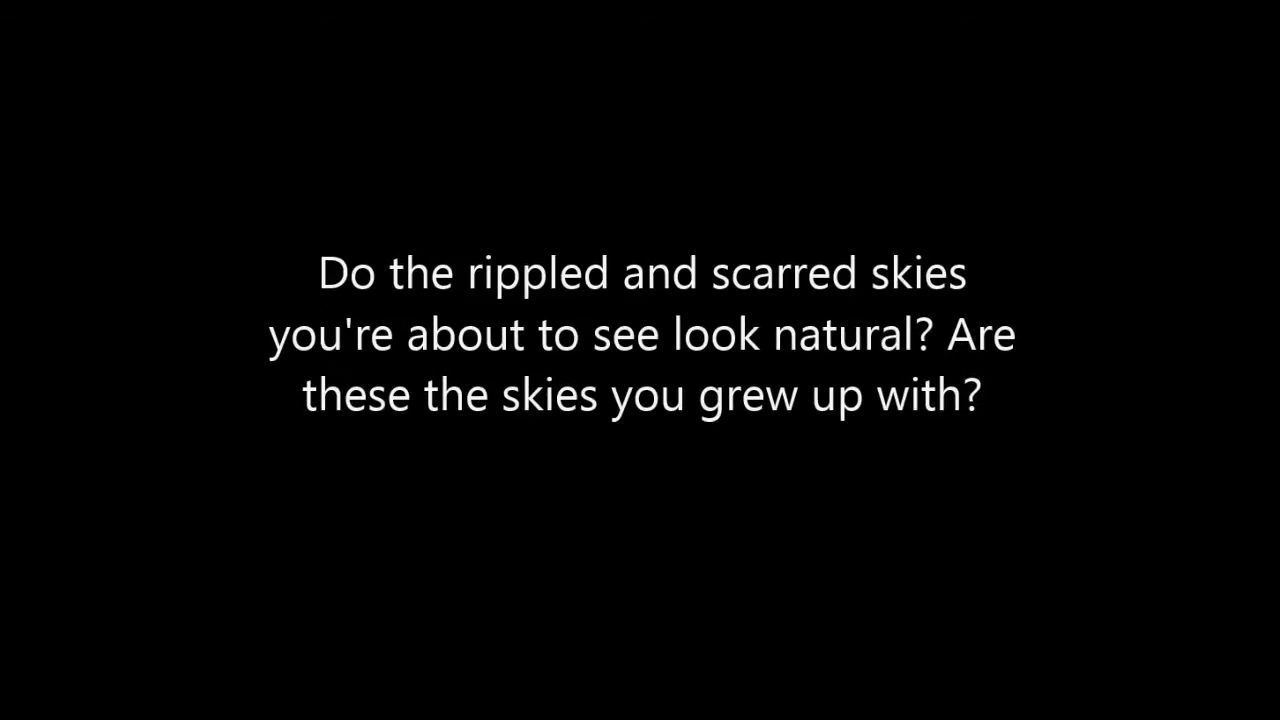 Do the rippled and scarred skies
you're about to see look natural? Are
these the skies you grew up with?